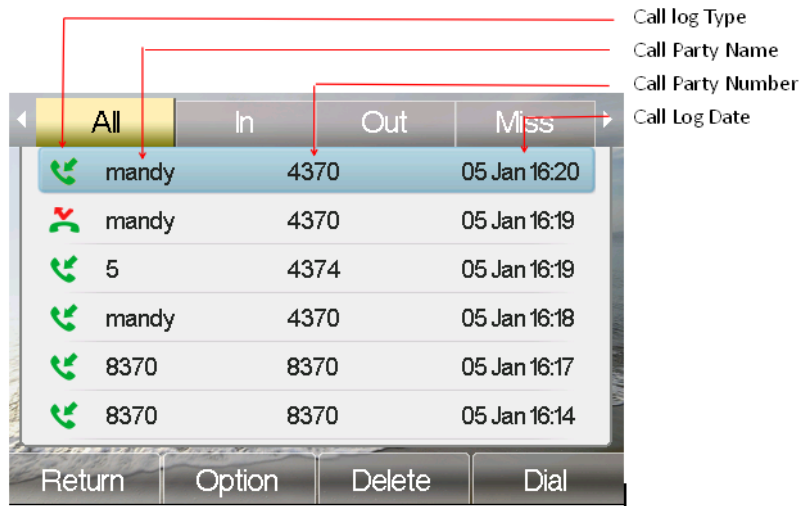 Call log Type
Call Party Name
Call Party Number
Call Log Date
All In Out Miss
mandy 4370 05 Jan 16:20
mandy 4370 05 Jan 16:19
5 4374 05 Jan 16:19
mandy 4370 05 Jan 16:18
8370 8370 05 Jan 16:17
8370 8370 05 Jan 16:14
Return Option Delete Dial